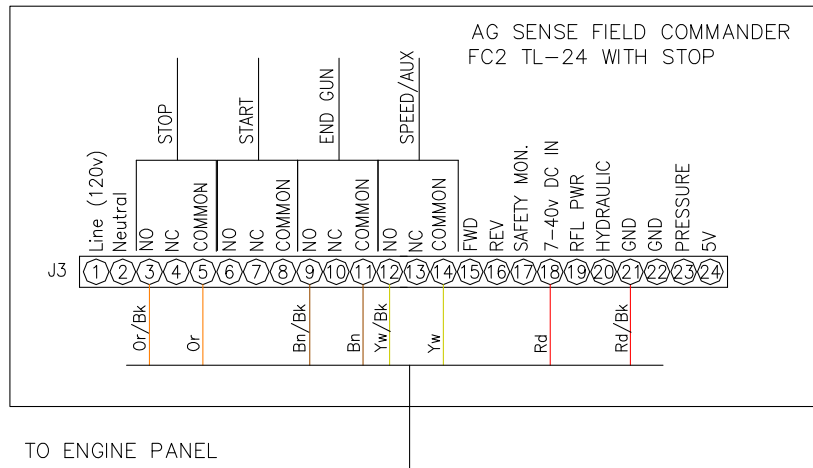 AG SENSE FIELD COMMANDER
FC2 TL-24 WITH STOP
STOP
START
END GUN
SPEED/AUX
Line (120v)
Neutral
NO
NC
COMMON
NO
NC
COMMON
NO
NC
COMMON
NO
NC
COMMON
FWD
REV
SAFETY MON.
7-40v DC IN
RFL PWR
HYDRAULIC
GND
GND
PRESSURE
5V
J3 1 2 3 4 5 6 7 8 9 10 11 12 13 14 15 16 17 18 19 20 21 22 23 24
Or/Bk
Or
Bn/Bk
Bn
Yw/Bk
Yw
Rd
Rd/Bk
TO ENGINE PANEL